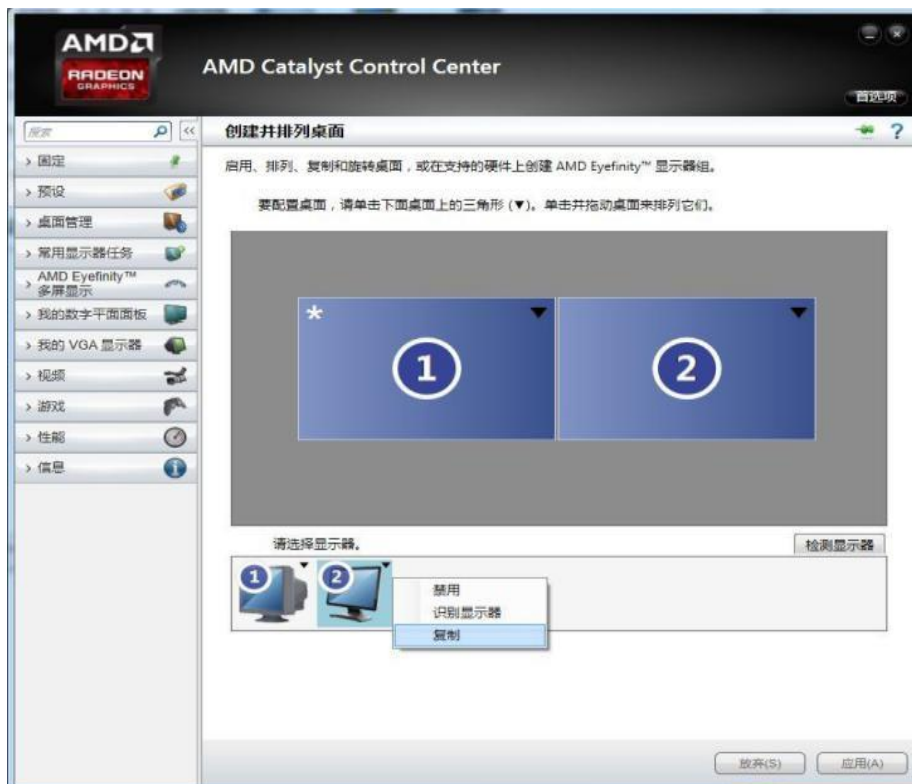 AMD
RADEON
GRAPHICS
AMD Catalyst Control Center
首选项
搜索
创建并排列桌面
启用、排列、复制和旋转桌面，或在支持的硬件上创建 AMD Eyefinity™ 显示器组。
要配置桌面，请单击下面桌面上的三角形 (▼)。单击并拖动桌面来排列它们。
固定
预设
桌面管理
常用显示器任务
AMD Eyefinity™
多屏显示
我的数字平面面板
我的 VGA 显示器
视频
游戏
性能
信息
* 1
2
请选择显示器。
检测显示器
1
2
禁用
识别显示器
复制
放弃(S)
应用(A)